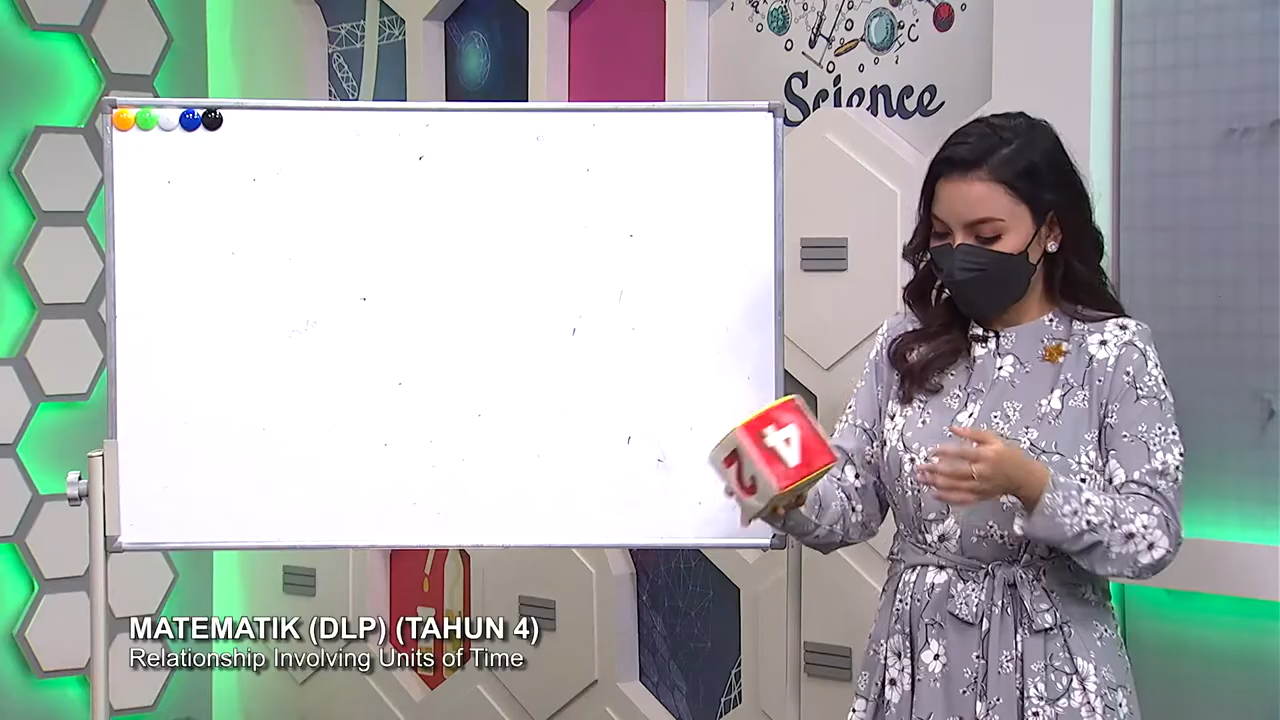 Science
4
2
MATEMATIK (DLP) (TAHUN 4)
Relationship Involving Units of Time